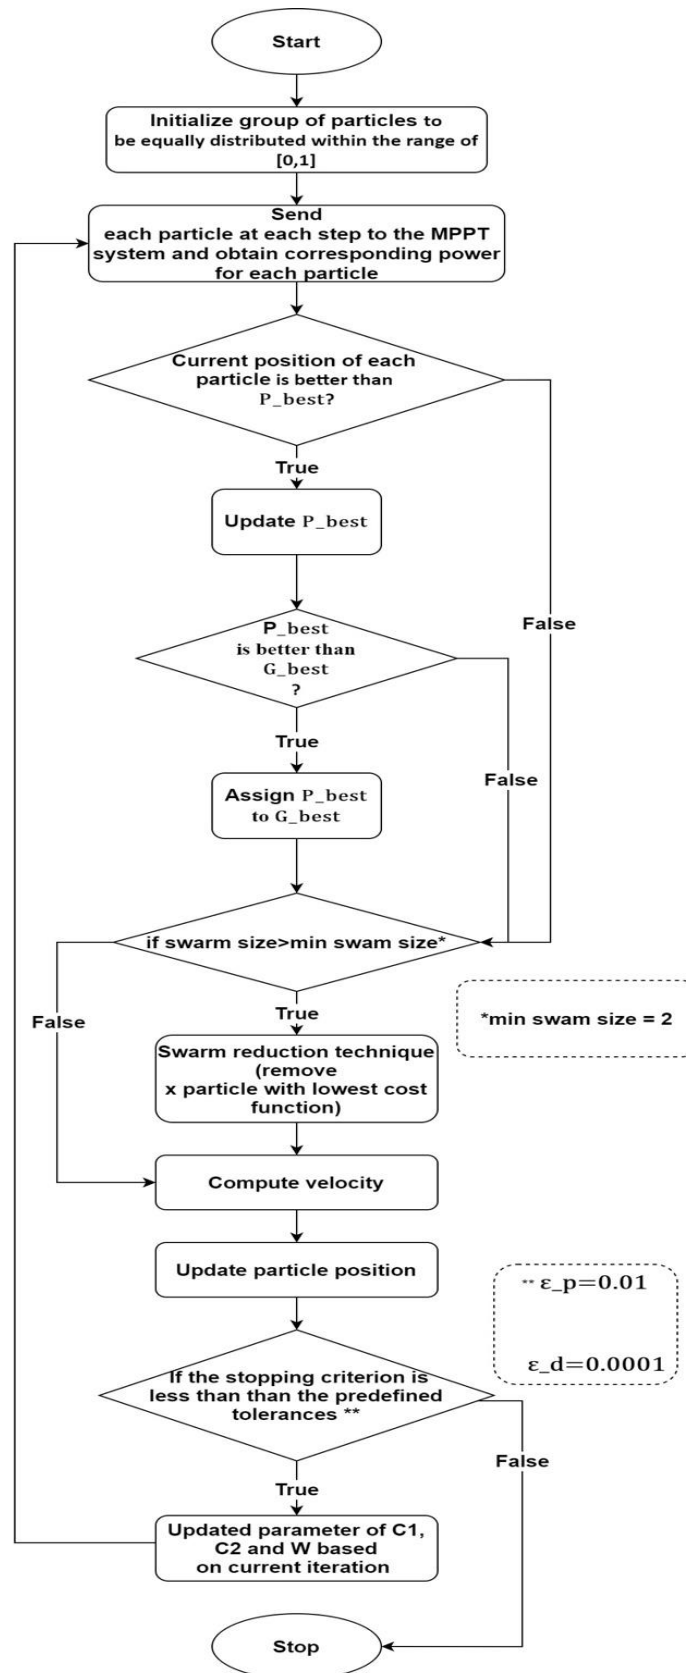 Start
Initialize group of particles to
be equally distributed within the range of
[0,1]
Send
each particle at each step to the MPPT
system and obtain corresponding power
for each particle
Current position of each
particle is better than
P_best?
True
Update P_best
False
P_best
is better than
G_best
?
True
False
Assign P_best
to G_best
if swarm size>min swam size*
False
True
*min swam size = 2
Swarm reduction technique
(remove
x particle with lowest cost
function)
Compute velocity
Update particle position
** ε_p=0.01
ε_d=0.0001
If the stopping criterion is
less than than the predefined
tolerances **
False
True
Updated parameter of C1,
C2 and W based
on current iteration
Stop